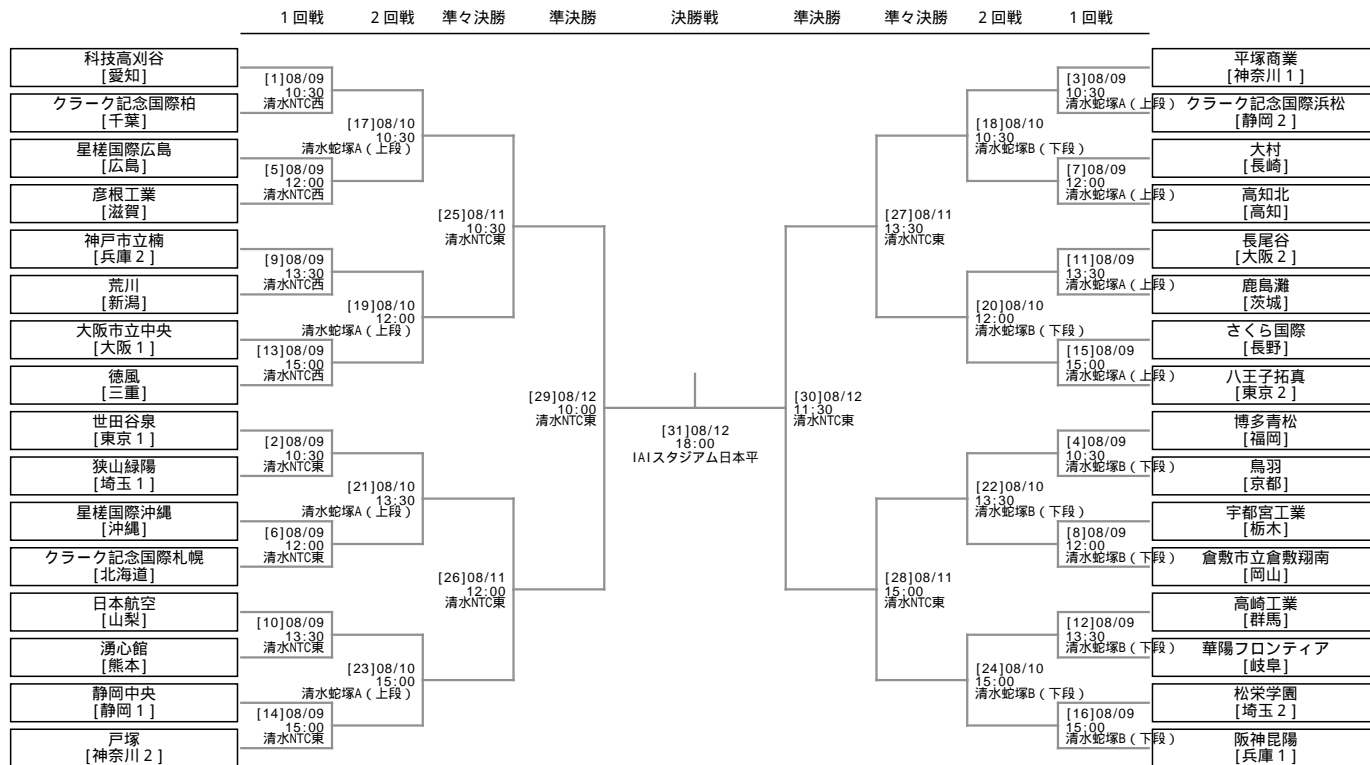 1回戦 2回戦 準々決勝 準決勝 決勝戦 準決勝 準々決勝 2回戦 1回戦
科技高刈谷
[愛知]
クラーク記念国際柏
[千葉]
星槎国際広島
[広島]
彦根工業
[滋賀]
神戸市立楠
[兵庫2]
荒川
[新潟]
大阪市立中央
[大阪1]
徳風
[三重]
世田谷泉
[東京1]
狭山緑陽
[埼玉1]
星槎国際沖縄
[沖縄]
クラーク記念国際札幌
[北海道]
日本航空
[山梨]
湧心館
[熊本]
静岡中央
[静岡1]
戸塚
[神奈川2]
[1]08/09
10:30
清水NTC西
[5]08/09
12:00
清水NTC西
[9]08/09
13:30
清水NTC西
[13]08/09
15:00
清水NTC西
[2]08/09
10:30
清水NTC東
[6]08/09
12:00
清水NTC東
[10]08/09
13:30
清水NTC東
[14]08/09
15:00
清水NTC東
[17]08/10
10:30
清水蛇塚A(上段)
[19]08/10
12:00
清水蛇塚A(上段)
[21]08/10
13:30
清水蛇塚A(上段)
[23]08/10
15:00
清水蛇塚A(上段)
[25]08/11
10:30
清水NTC東
[26]08/11
12:00
清水NTC東
[29]08/12
10:00
清水NTC東
[31]08/12
18:00
IAIスタジアム日本平
[30]08/12
11:30
清水NTC東
[27]08/11
13:30
清水NTC東
[28]08/11
15:00
清水NTC東
[18]08/10
10:30
清水蛇塚B(下段)
[20]08/10
12:00
清水蛇塚B(下段)
[22]08/10
13:30
清水蛇塚B(下段)
[24]08/10
15:00
清水蛇塚B(下段)
[3]08/09
10:30
清水蛇塚A(上段)
[7]08/09
12:00
清水蛇塚A(上段)
[11]08/09
13:30
清水蛇塚A(上段)
[15]08/09
15:00
清水蛇塚A(上段)
[4]08/09
10:30
清水蛇塚B(下段)
[8]08/09
12:00
清水蛇塚B(下段)
[12]08/09
13:30
清水蛇塚B(下段)
[16]08/09
15:00
清水蛇塚B(下段)
平塚商業
[神奈川1]
クラーク記念国際浜松
[静岡2]
大村
[長崎]
高知北
[高知]
長尾谷
[大阪2]
鹿島灘
[茨城]
さくら国際
[長野]
八王子拓真
[東京2]
博多青松
[福岡]
鳥羽
[京都]
宇都宮工業
[栃木]
倉敷市立倉敷翔南
[岡山]
高崎工業
[群馬]
華陽フロンティア
[岐阜]
松栄学園
[埼玉2]
阪神昆陽
[兵庫1]